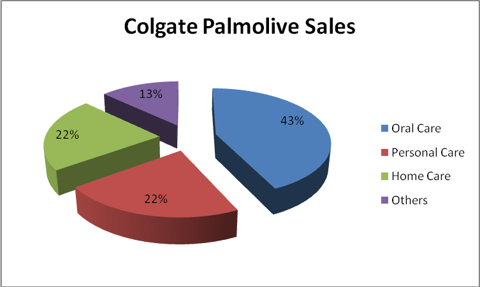 Colgate Palmolive Sales
13%
43%
22%
22%
Oral Care
Personal Care
Home Care
Others